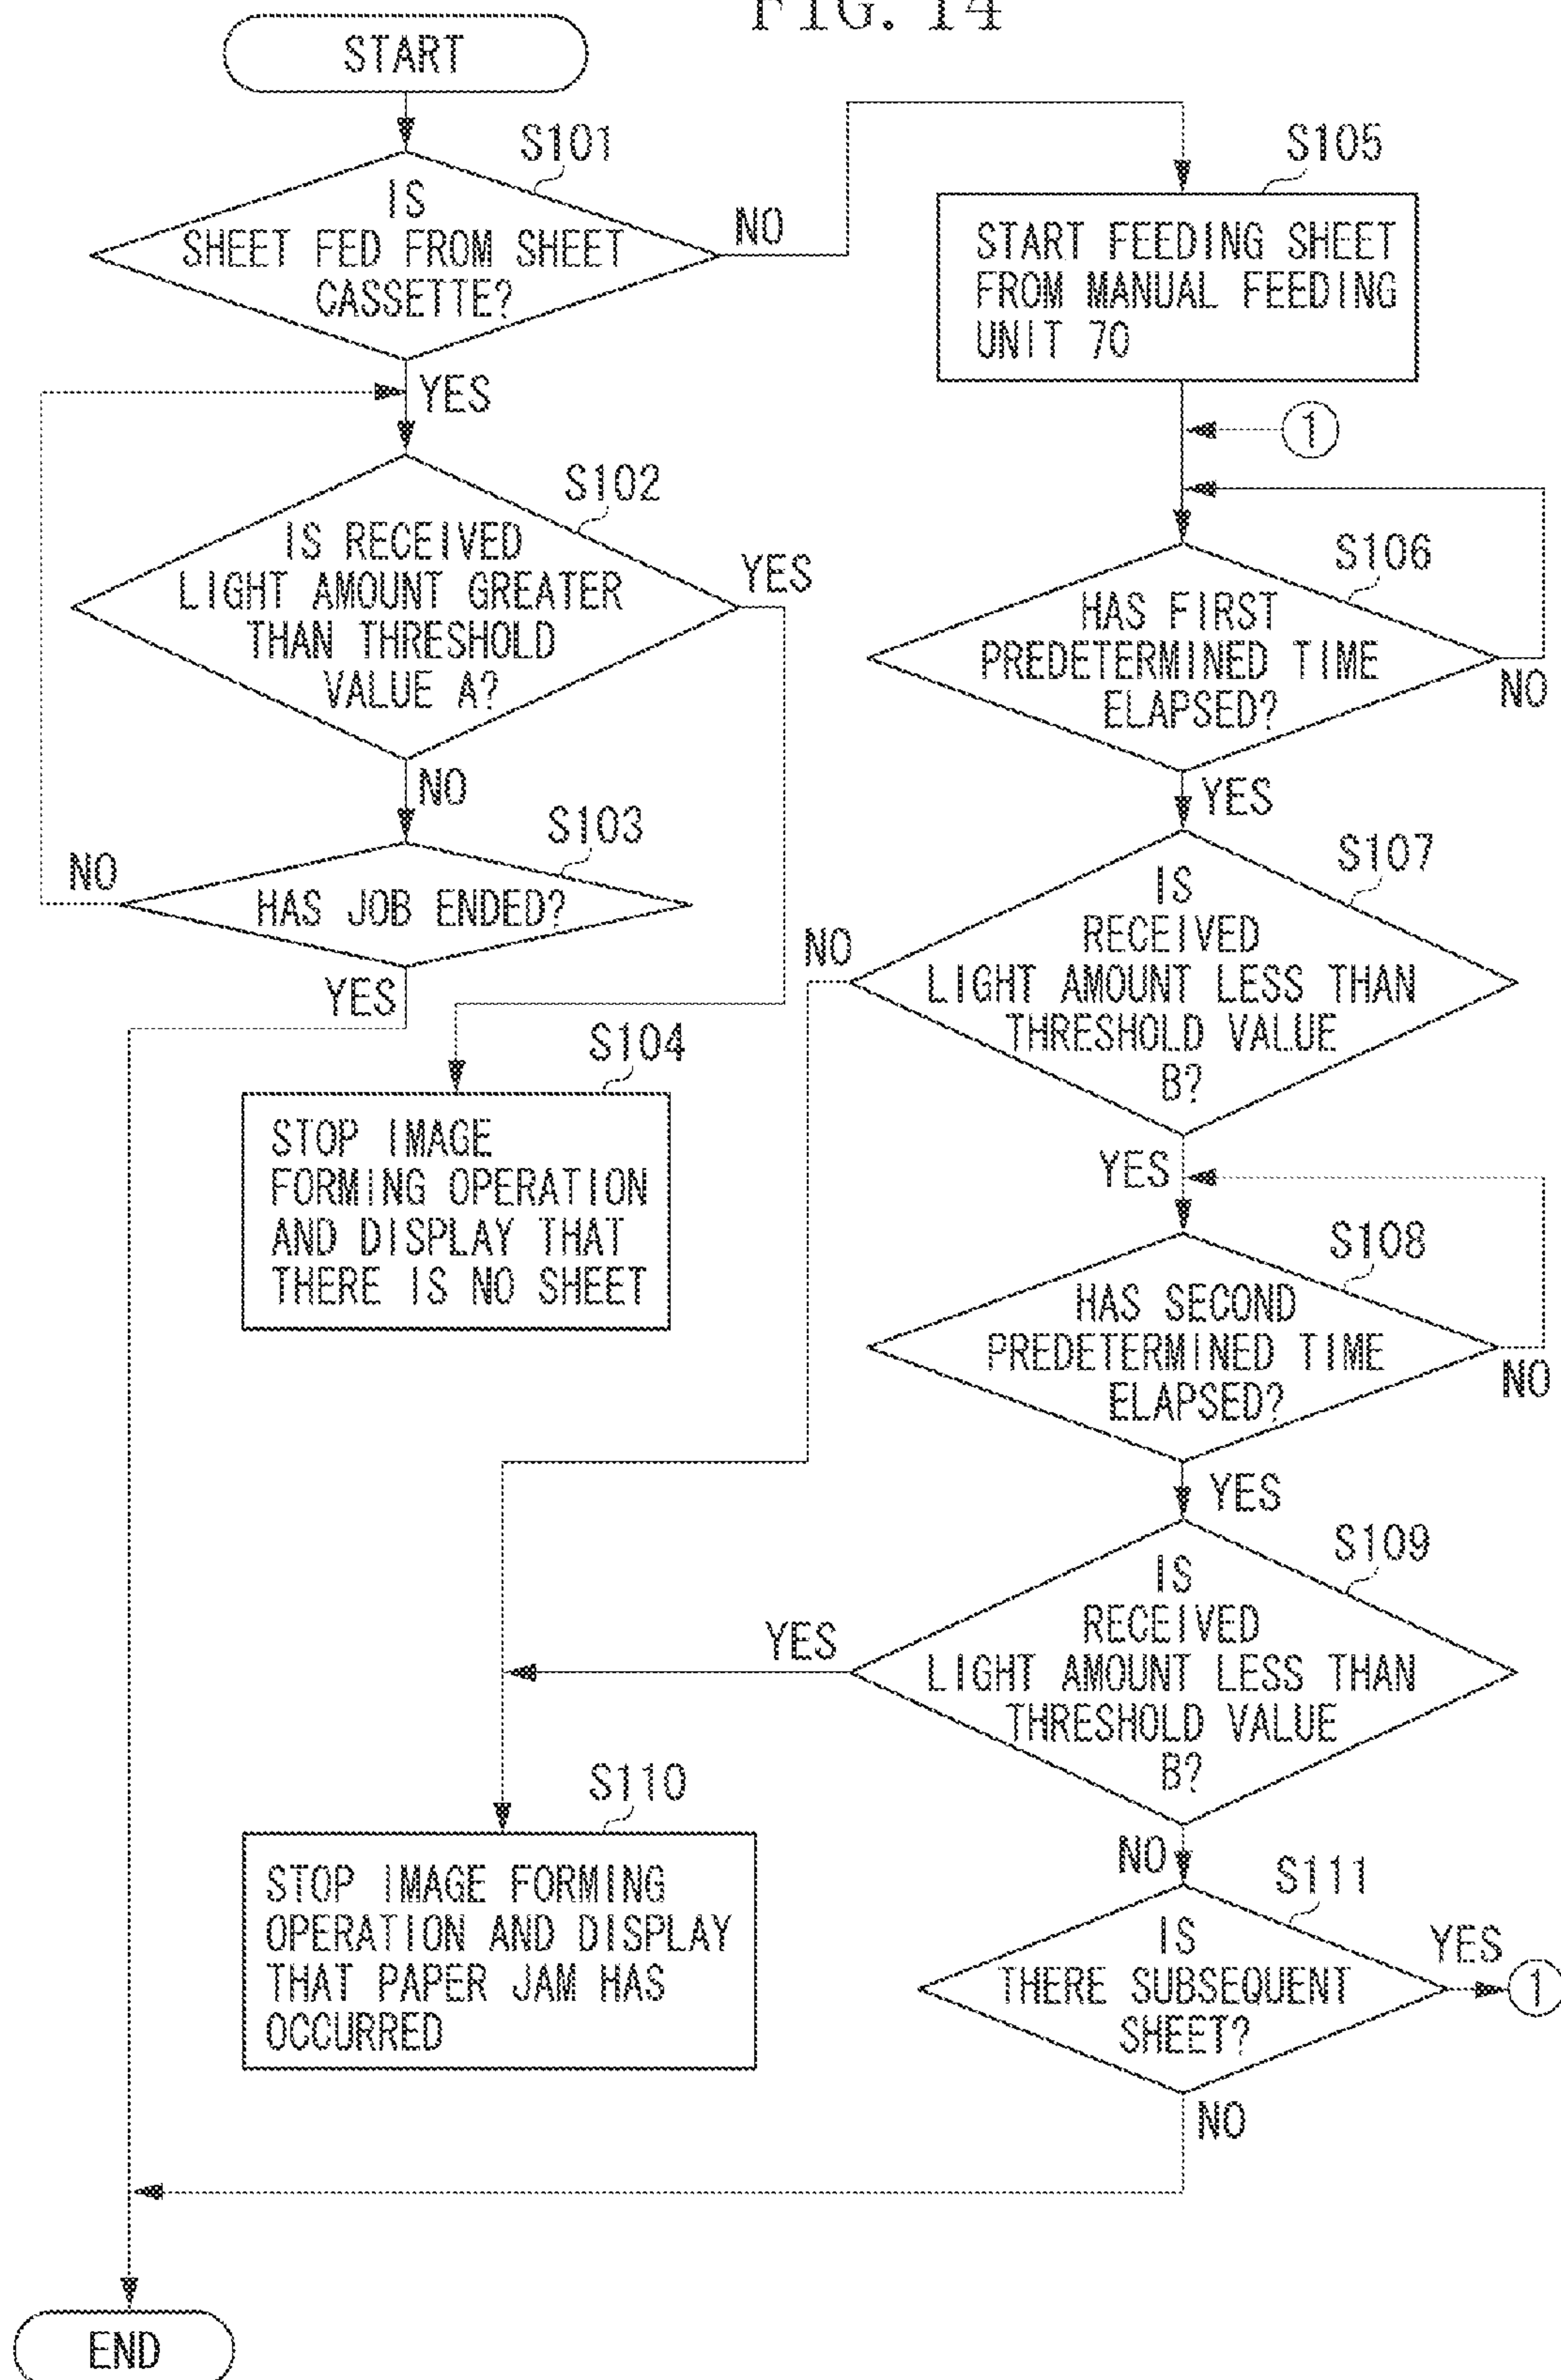 FIG. 14
START
S101
IS
SHEET FED FROM SHEET
CASSETTE?
NO
YES
S102
IS RECEIVED
LIGHT AMOUNT GREATER
THAN THRESHOLD
VALUE A?
YES
NO
S103
HAS JOB ENDED?
NO
YES
S104
STOP IMAGE
FORMING OPERATION
AND DISPLAY THAT
THERE IS NO SHEET
S105
START FEEDING SHEET
FROM MANUAL FEEDING
UNIT 70
1
S106
HAS FIRST
PREDETERMINED TIME
ELAPSED?
NO
YES
S107
IS
RECEIVED
LIGHT AMOUNT LESS THAN
THRESHOLD VALUE
B?
NO
YES
S108
HAS SECOND
PREDETERMINED TIME
ELAPSED?
NO
YES
S109
IS
RECEIVED
LIGHT AMOUNT LESS THAN
THRESHOLD VALUE
B?
YES
NO
S110
STOP IMAGE FORMING
OPERATION AND DISPLAY
THAT PAPER JAM HAS
OCCURRED
S111
IS
THERE SUBSEQUENT
SHEET?
YES
1
NO
END